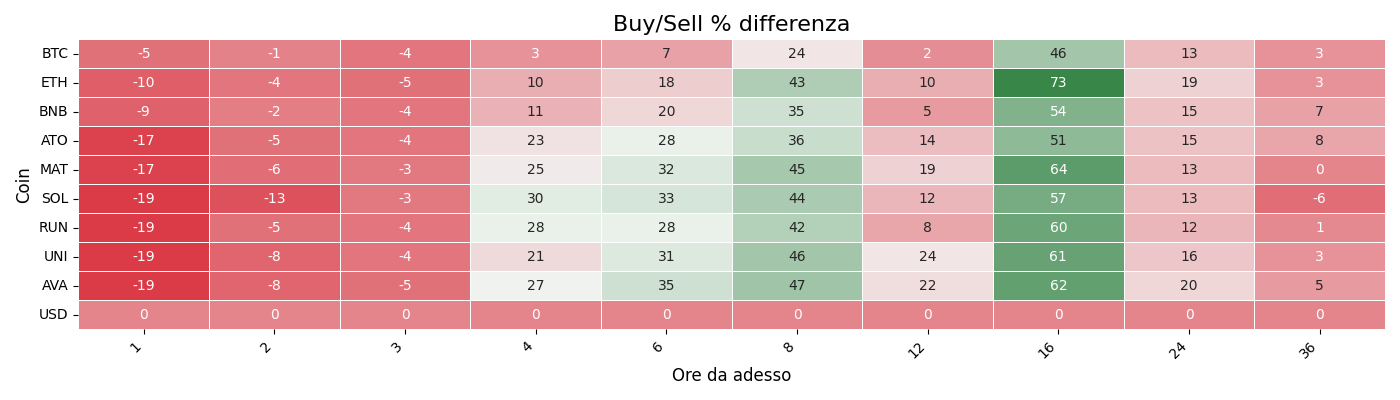 Buy/Sell % differenza
Coin
BTC -5 -1 -4 3 7 24 2 46 13 3
ETH -10 -4 -5 10 18 43 10 73 19 3
BNB -9 -2 -4 11 20 35 5 54 15 7
ATO -17 -5 -4 23 28 36 14 51 15 8
MAT -17 -6 -3 25 32 45 19 64 13 0
SOL -19 -13 -3 30 33 44 12 57 13 -6
RUN -19 -5 -4 28 28 42 8 60 12 1
UNI -19 -8 -4 21 31 46 24 61 16 3
AVA -19 -8 -5 27 35 47 22 62 20 5
USD 0 0 0 0 0 0 0 0 0 0
1 2 3 4 6 8 12 16 24 36
Ore da adesso